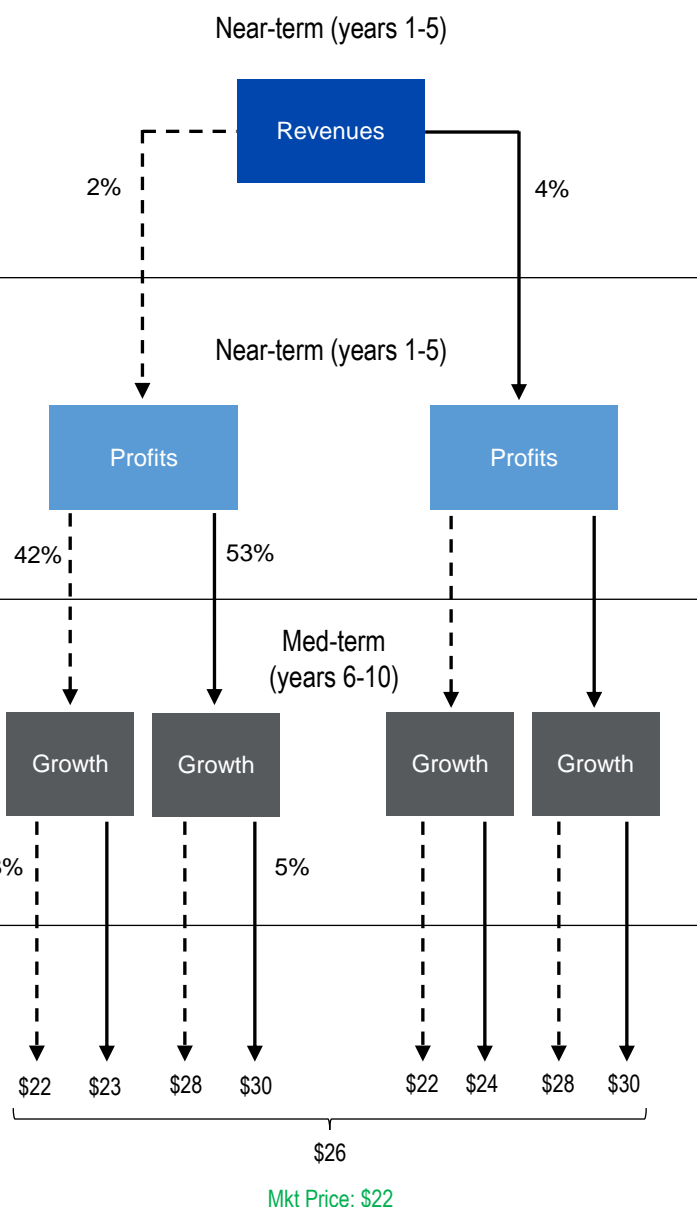 Near-term (years 1-5)
Revenues
2%
4%
Near-term (years 1-5)
Profits
Profits
42%
53%
Med-term
(years 6-10)
Growth
Growth
Growth
Growth
5%
$22
$23
$28
$30
$22
$24
$28
$30
$26
Mkt Price: $22